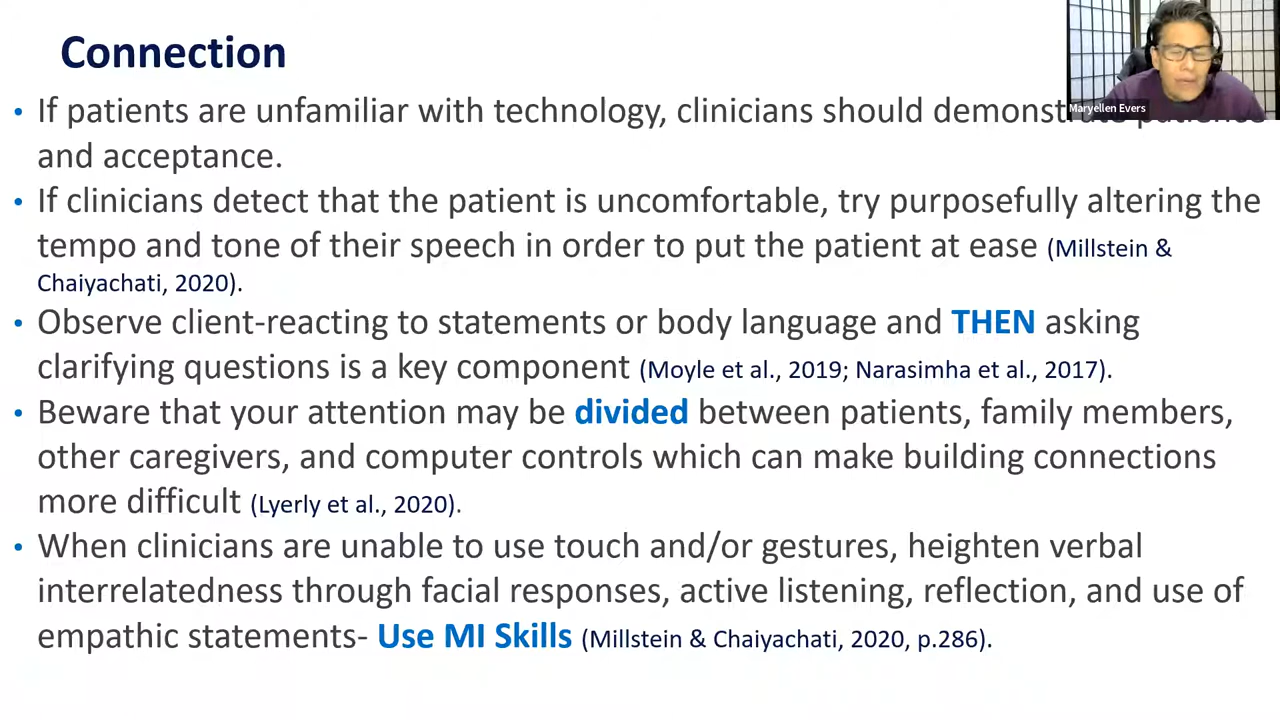 Connection
Maryellen Evers
• If patients are unfamiliar with technology, clinicians should demonstrate patience
and acceptance.
• If clinicians detect that the patient is uncomfortable, try purposefully altering the
tempo and tone of their speech in order to put the patient at ease (Millstein &
Chaiyachati, 2020).
• Observe client-reacting to statements or body language and THEN asking
clarifying questions is a key component (Moyle et al., 2019; Narasimha et al., 2017).
• Beware that your attention may be divided between patients, family members,
other caregivers, and computer controls which can make building connections
more difficult (Lyerly et al., 2020).
• When clinicians are unable to use touch and/or gestures, heighten verbal
interrelatedness through facial responses, active listening, reflection, and use of
empathic statements- Use MI Skills (Millstein & Chaiyachati, 2020, p.286).